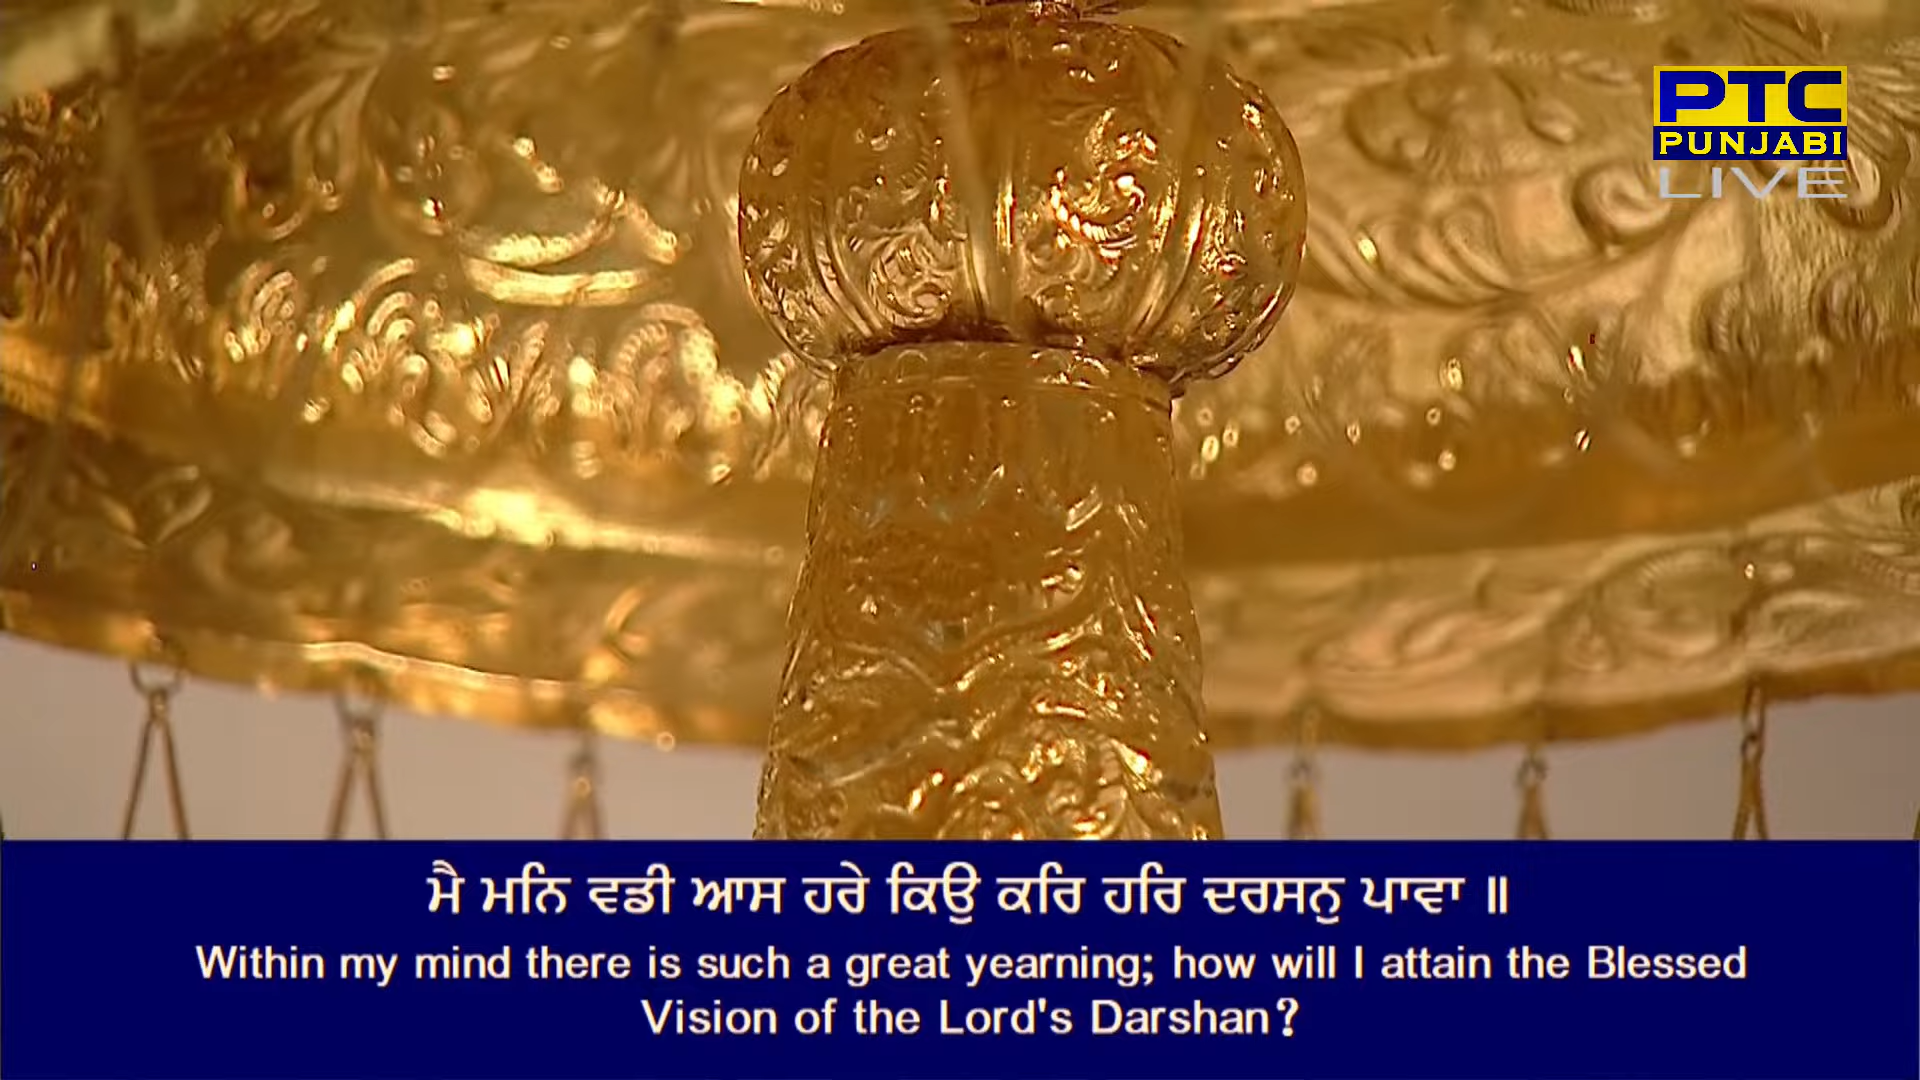 PTC
PUNJABI
LIVE
ਮੈ ਮਨਿ ਵਡੀ ਆਸ ਹਰੇ ਕਿਉ ਕਰਿ ਹਰਿ ਦਰਸਨੁ ਪਾਵਾ ॥
Within my mind there is such a great yearning; how will I attain the Blessed
Vision of the Lord's Darshan?